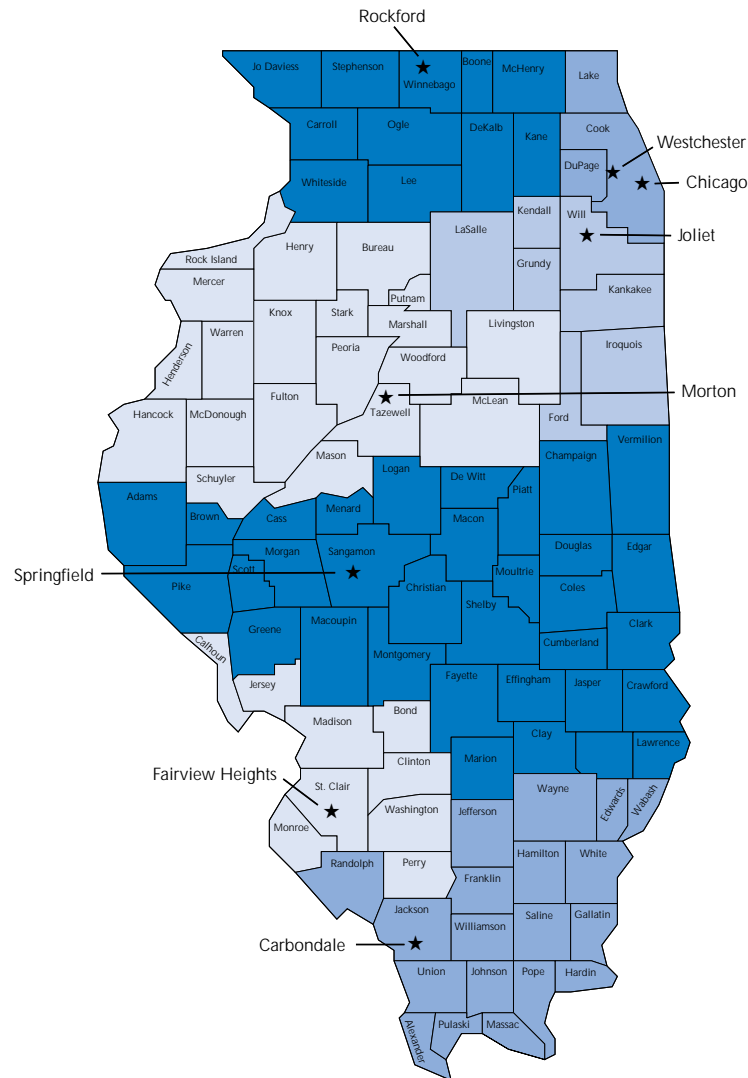 Rockford
Jo Daviess
Stephenson
Winnebago
Boone
McHenry
Lake
Carroll
Ogle
DeKalb
Kane
Cook
Westchester
DuPage
Chicago
Whiteside
Lee
Kendall
Will
LaSalle
Joliet
Rock Island
Henry
Bureau
Grundy
Mercer
Putnam
Kankakee
Knox
Stark
Marshall
Livingston
Warren
Henderson
Peoria
Woodford
Iroquois
Morton
Fulton
Tazewell
McLean
Hancock
McDonough
Ford
Vermilion
Mason
Champaign
Schuyler
Logan
De Witt
Piatt
Adams
Brown
Cass
Menard
Macon
Sangamon
Morgan
Douglas
Edgar
Springfield
Scott
Pike
Christian
Moultrie
Coles
Shelby
Greene
Macoupin
Clark
Cumberland
Calhoun
Montgomery
Jersey
Fayette
Effingham
Jasper
Crawford
Madison
Bond
Clay
Lawrence
Marion
Clinton
Fairview Heights
St. Clair
Wayne
Edwards
Wabash
Washington
Jefferson
Monroe
Randolph
Perry
Hamilton
White
Franklin
Jackson
Saline
Gallatin
Williamson
Carbondale
Union
Johnson
Pope
Hardin
Alexander
Pulaski
Massac